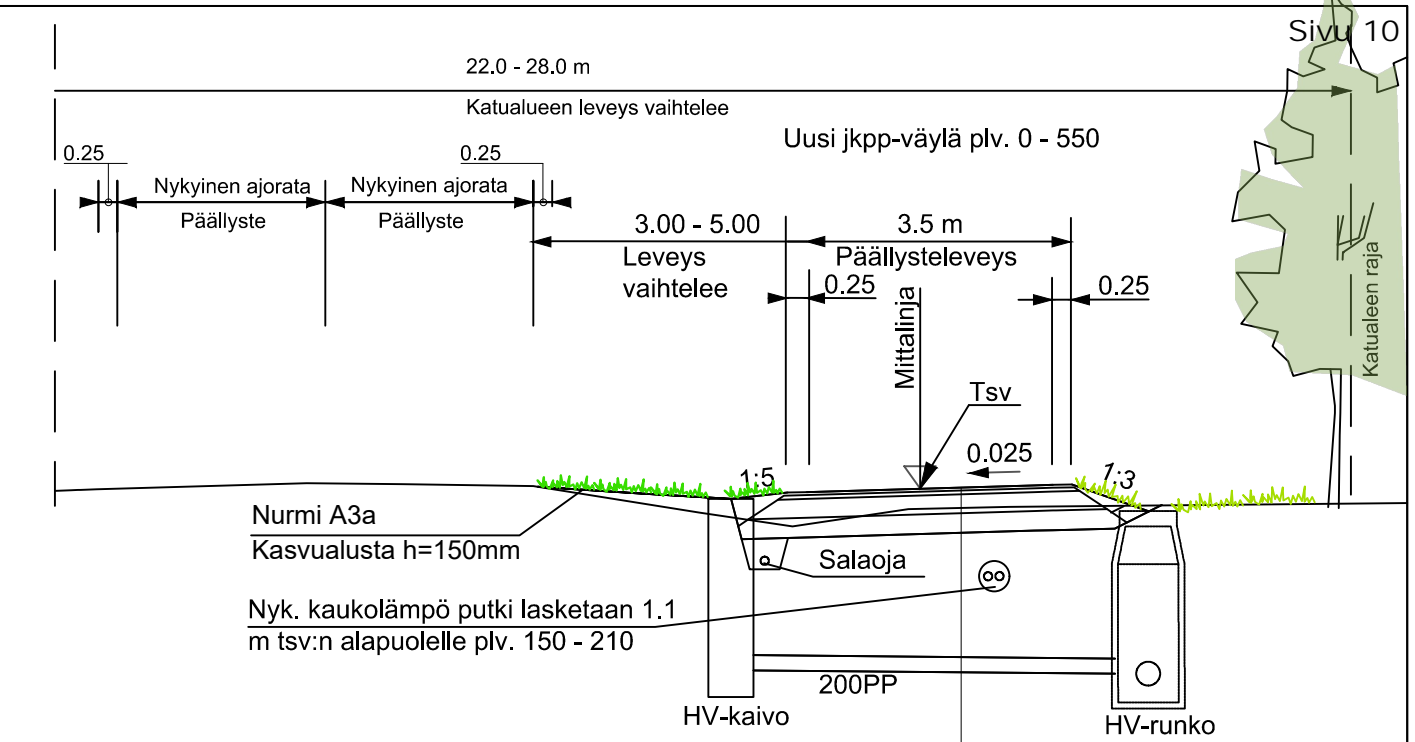 Sivu 10
22.0 - 28.0 m
Katualueen leveys vaihtelee
Uusi jkpp-väylä plv. 0 - 550
0.25
Nykyinen ajorata
Päällyste
Nykyinen ajorata
Päällyste
0.25
3.00 - 5.00
Leveys
vaihtelee
3.5 m
Päällysteleveys
0.25
0.25
Mittalinja
Katualeen raja
Tsv
0.025
1:5
1:3
Nurmi A3a
Kasvualusta h=150mm
Salaoja
Nyk. kaukolämpö putki lasketaan 1.1
m tsv:n alapuolelle plv. 150 - 210
200PP
HV-kaivo
HV-runko